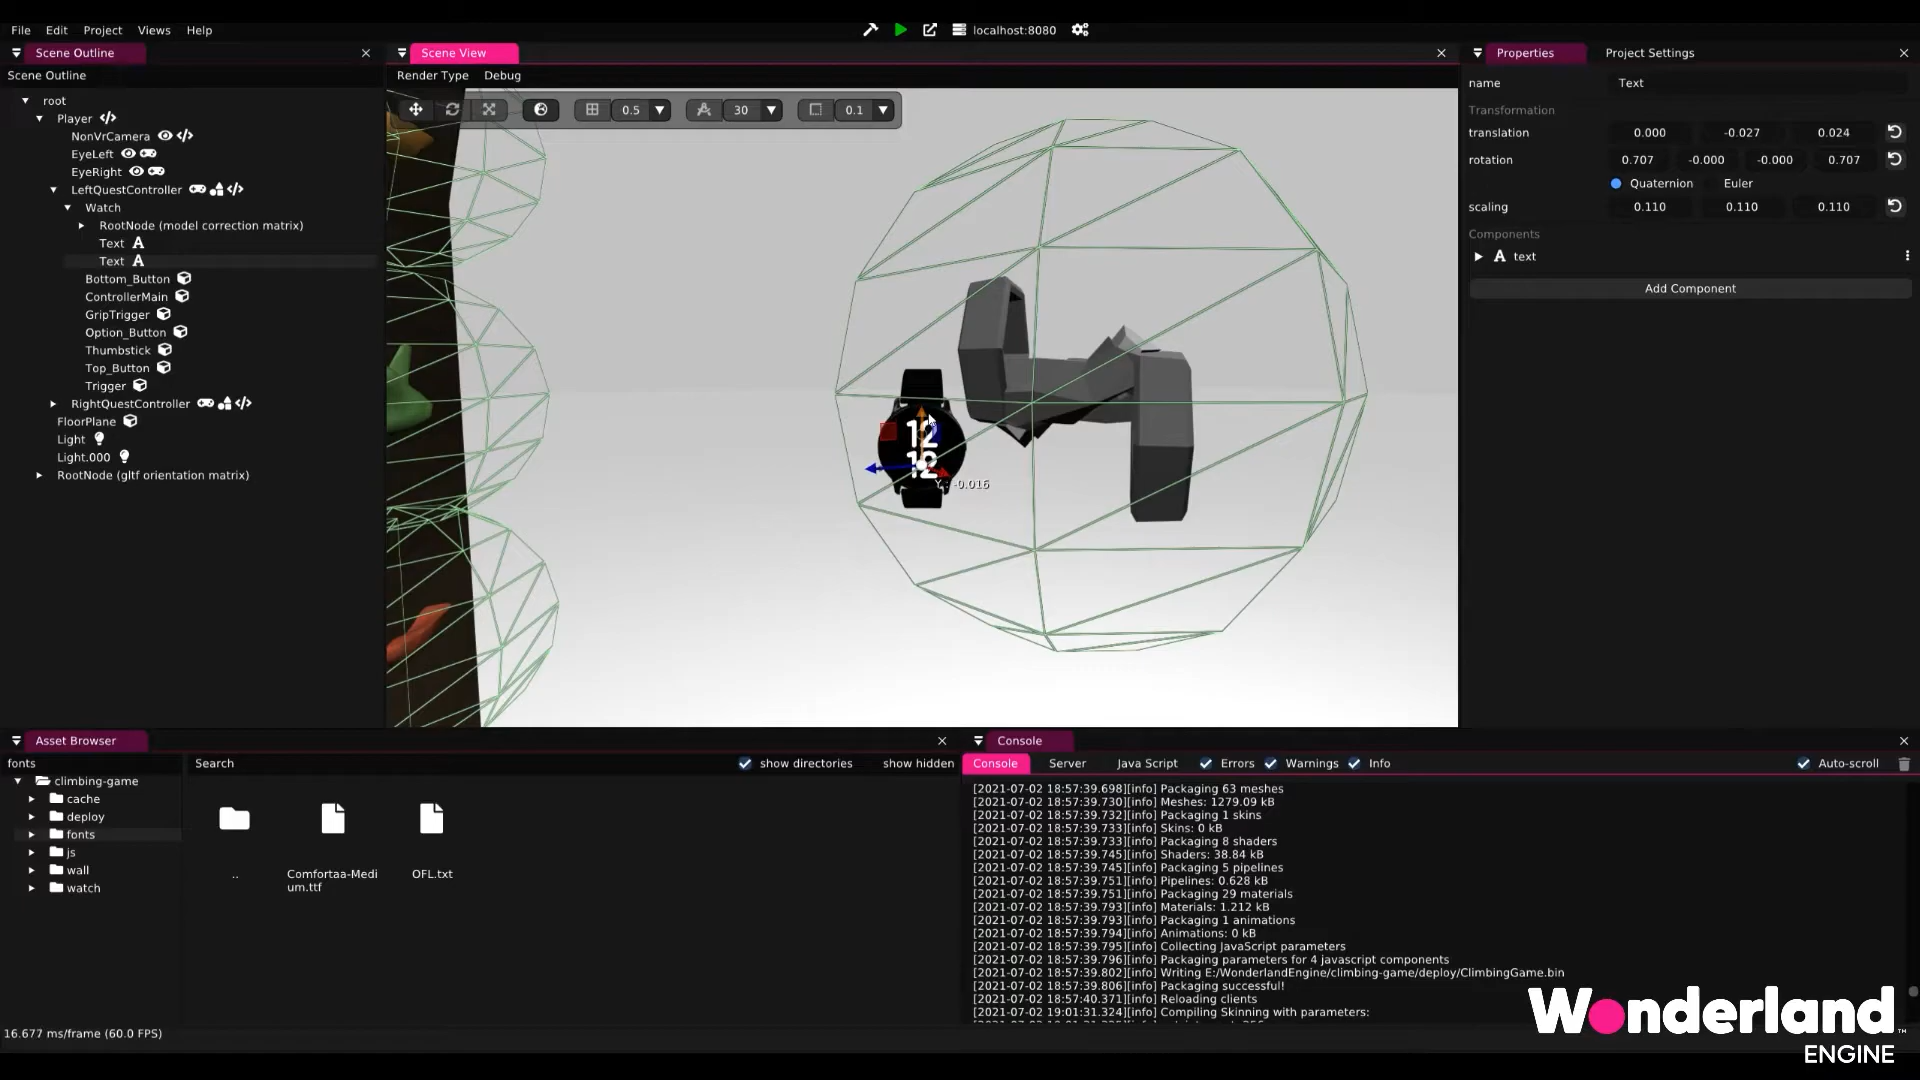 File Edit Project Views Help
localhost:8080
Scene Outline
Scene View
Properties Project Settings
Scene Outline
Render Type Debug
root
Player
NonVrCamera
EyeLeft
EyeRight
LeftQuestController
Watch
RootNode (model correction matrix)
Text
Text
Bottom_Button
ControllerMain
GripTrigger
Option_Button
Thumbstick
Top_Button
Trigger
RightQuestController
FloorPlane
Light
Light.000
RootNode (gltf orientation matrix)
0.5 30 0.1
12
12
Y : -0.016
name Text
Transformation
translation 0.000 -0.027 0.024
rotation 0.707 -0.000 -0.000 0.707
Quaternion Euler
scaling 0.110 0.110 0.110
Components
A text
Add Component
Asset Browser
fonts Search show directories show hidden
climbing-game
cache
deploy
fonts
js
wall
watch
..
Comfortaa-Medi
um.ttf
OFL.txt
Console
Console Server Java Script Errors Warnings Info Auto-scroll
[2021-07-02 18:57:39.698][info] Packaging 63 meshes
[2021-07-02 18:57:39.730][info] Meshes: 1279.09 kB
[2021-07-02 18:57:39.732][info] Packaging 1 skins
[2021-07-02 18:57:39.733][info] Skins: 0 kB
[2021-07-02 18:57:39.733][info] Packaging 8 shaders
[2021-07-02 18:57:39.745][info] Shaders: 38.84 kB
[2021-07-02 18:57:39.745][info] Packaging 5 pipelines
[2021-07-02 18:57:39.751][info] Pipelines: 0.628 kB
[2021-07-02 18:57:39.751][info] Packaging 29 materials
[2021-07-02 18:57:39.793][info] Materials: 1.212 kB
[2021-07-02 18:57:39.793][info] Packaging 1 animations
[2021-07-02 18:57:39.794][info] Animations: 0 kB
[2021-07-02 18:57:39.795][info] Collecting JavaScript parameters
[2021-07-02 18:57:39.796][info] Packaging parameters for 4 javascript components
[2021-07-02 18:57:39.802][info] Writing E:/WonderlandEngine/climbing-game/deploy/ClimbingGame.bin
[2021-07-02 18:57:39.806][info] Packaging successful!
[2021-07-02 18:57:40.371][info] Reloading clients
[2021-07-02 19:01:31.324][info] Compiling Skinning with parameters:
16.677 ms/frame (60.0 FPS)
Wonderland™
ENGINE